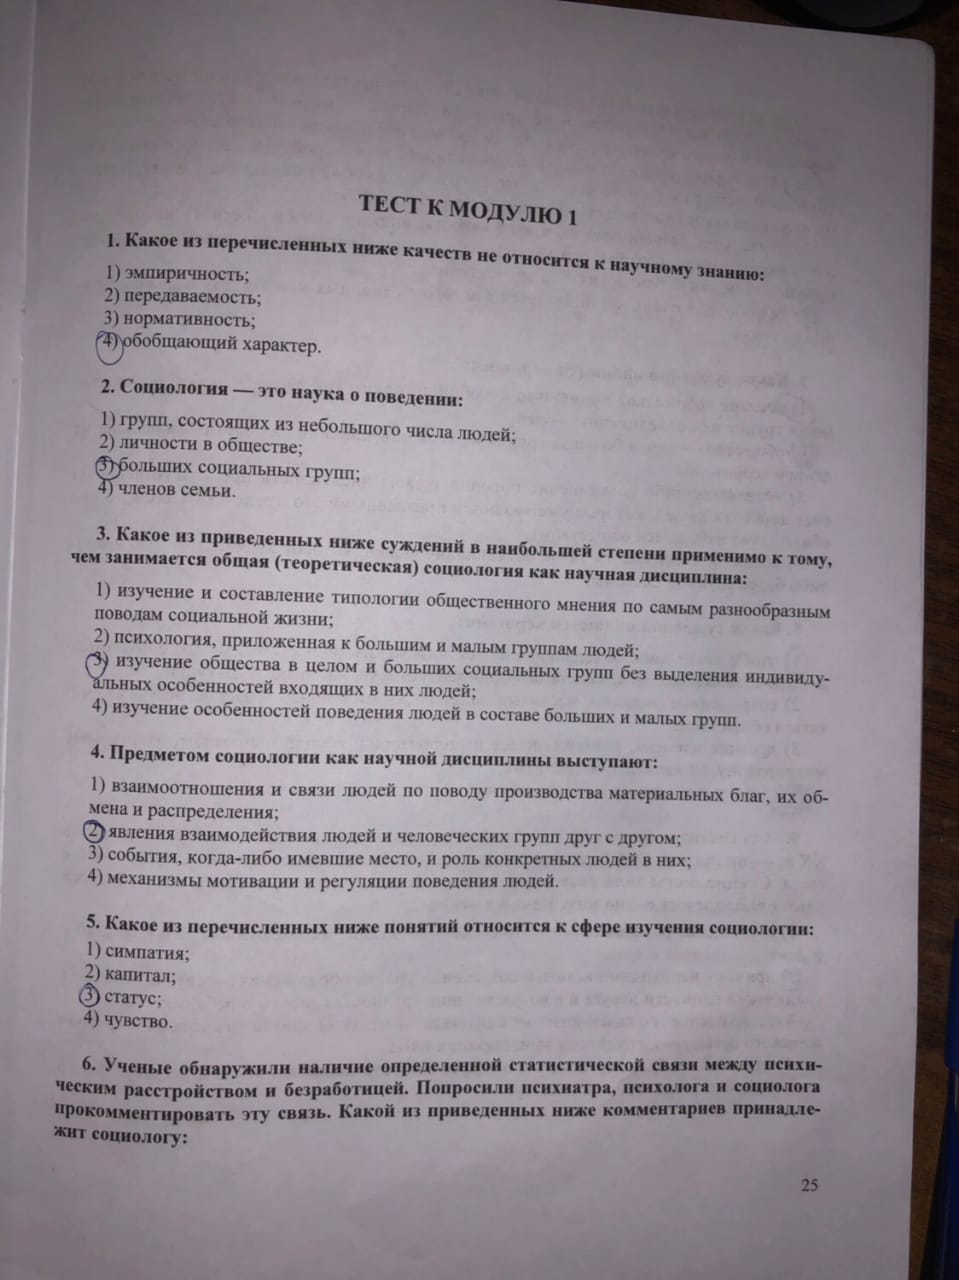 ТЕСТ К МОДУЛЮ 1
1. Какое из перечисленных ниже качеств не относится к научному знанию:
1) эмпиричность;
2) передаваемость;
3) нормативность;
4) обобщающий характер.
2. Социология — это наука о поведении:
1) групп, состоящих из небольшого числа людей;
2) личности в обществе;
3) больших социальных групп;
4) членов семьи.
3. Какое из приведенных ниже суждений в наибольшей степени применимо к тому,
чем занимается общая (теоретическая) социология как научная дисциплина:
1) изучение и составление типологии общественного мнения по самым разнообразным
поводам социальной жизни;
2) психология, приложенная к большим и малым группам людей;
3) изучение общества в целом и больших социальных групп без выделения индивиду-
альных особенностей входящих в них людей;
4) изучение особенностей поведения людей в составе больших и малых групп.
4. Предметом социологии как научной дисциплины выступают:
1) взаимоотношения и связи людей по поводу производства материальных благ, их об-
мена и распределения;
2) явления взаимодействия людей и человеческих групп друг с другом;
3) события, когда-либо имевшие место, и роль конкретных людей в них;
4) механизмы мотивации и регуляции поведения людей.
5. Какое из перечисленных ниже понятий относится к сфере изучения социологии:
1) симпатия;
2) капитал;
3) статус;
4) чувство.
6. Ученые обнаружили наличие определенной статистической связи между психи-
ческим расстройством и безработицей. Попросили психиатра, психолога и социолога
прокомментировать эту связь. Какой из приведенных ниже комментариев принадле-
жит социологу:
25